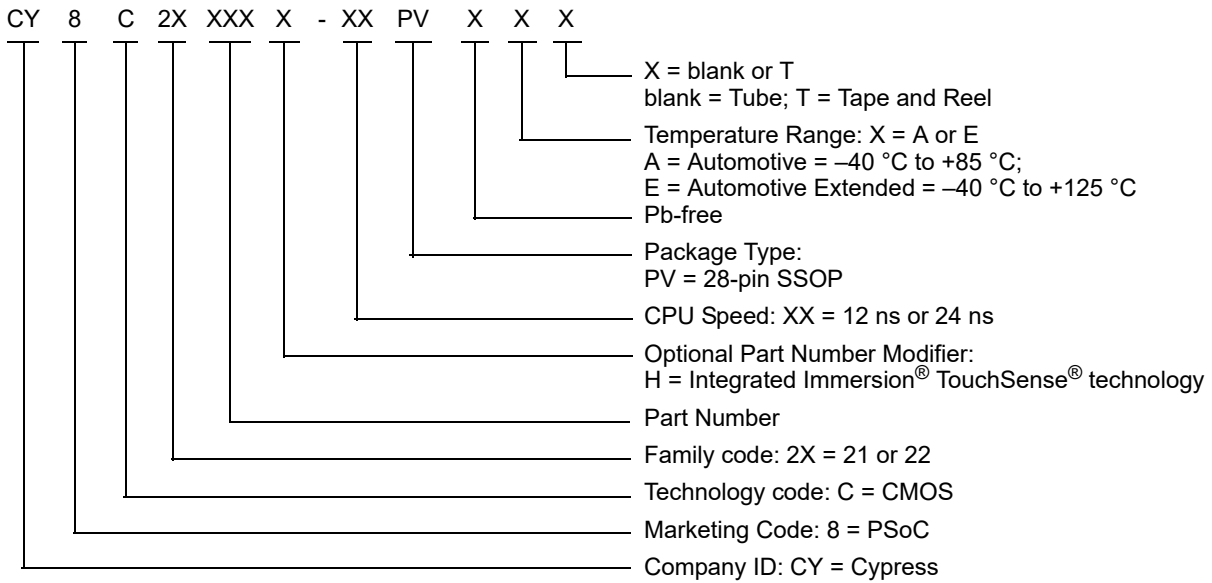 CY 8 C 2X XXX X - XX PV X X X
X = blank or T
blank = Tube; T = Tape and Reel
Temperature Range: X = A or E
A = Automotive = –40 °C to +85 °C;
E = Automotive Extended = –40 °C to +125 °C
Pb-free
Package Type:
PV = 28-pin SSOP
CPU Speed: XX = 12 ns or 24 ns
Optional Part Number Modifier:
H = Integrated Immersion® TouchSense® technology
Part Number
Family code: 2X = 21 or 22
Technology code: C = CMOS
Marketing Code: 8 = PSoC
Company ID: CY = Cypress